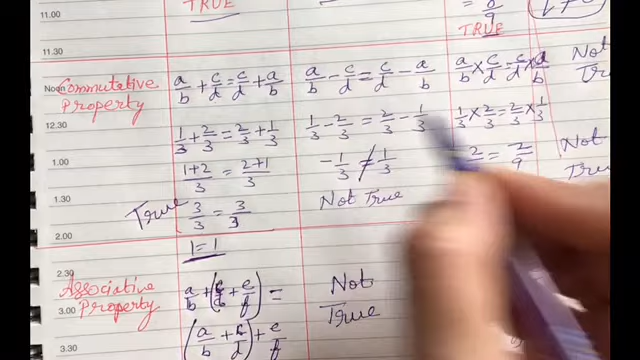 TRUE
11.00
= 8/9
TRUE
11.30
Noon
Commutative Property
a/b + c/d = c/d + a/b
a/b - c/d = c/d - a/b
a/b × c/d = c/d × a/b
Not
12.30
1/3 + 2/3 = 2/3 + 1/3
1/3 - 2/3 = 2/3 - 1/3
1/3 × 2/3 = 2/3 × 1/3
1.00
1+2/3 = 2+1/3
-1/3 ≠ 1/3
= 2/9
Not
1.30
True
3/3 = 3/3
Not True
2.00
1 = 1
2.30
Associative Property
a/b + (c/d + e/f) =
Not True
3.00
3.30
(a/b + c/d) + e/f